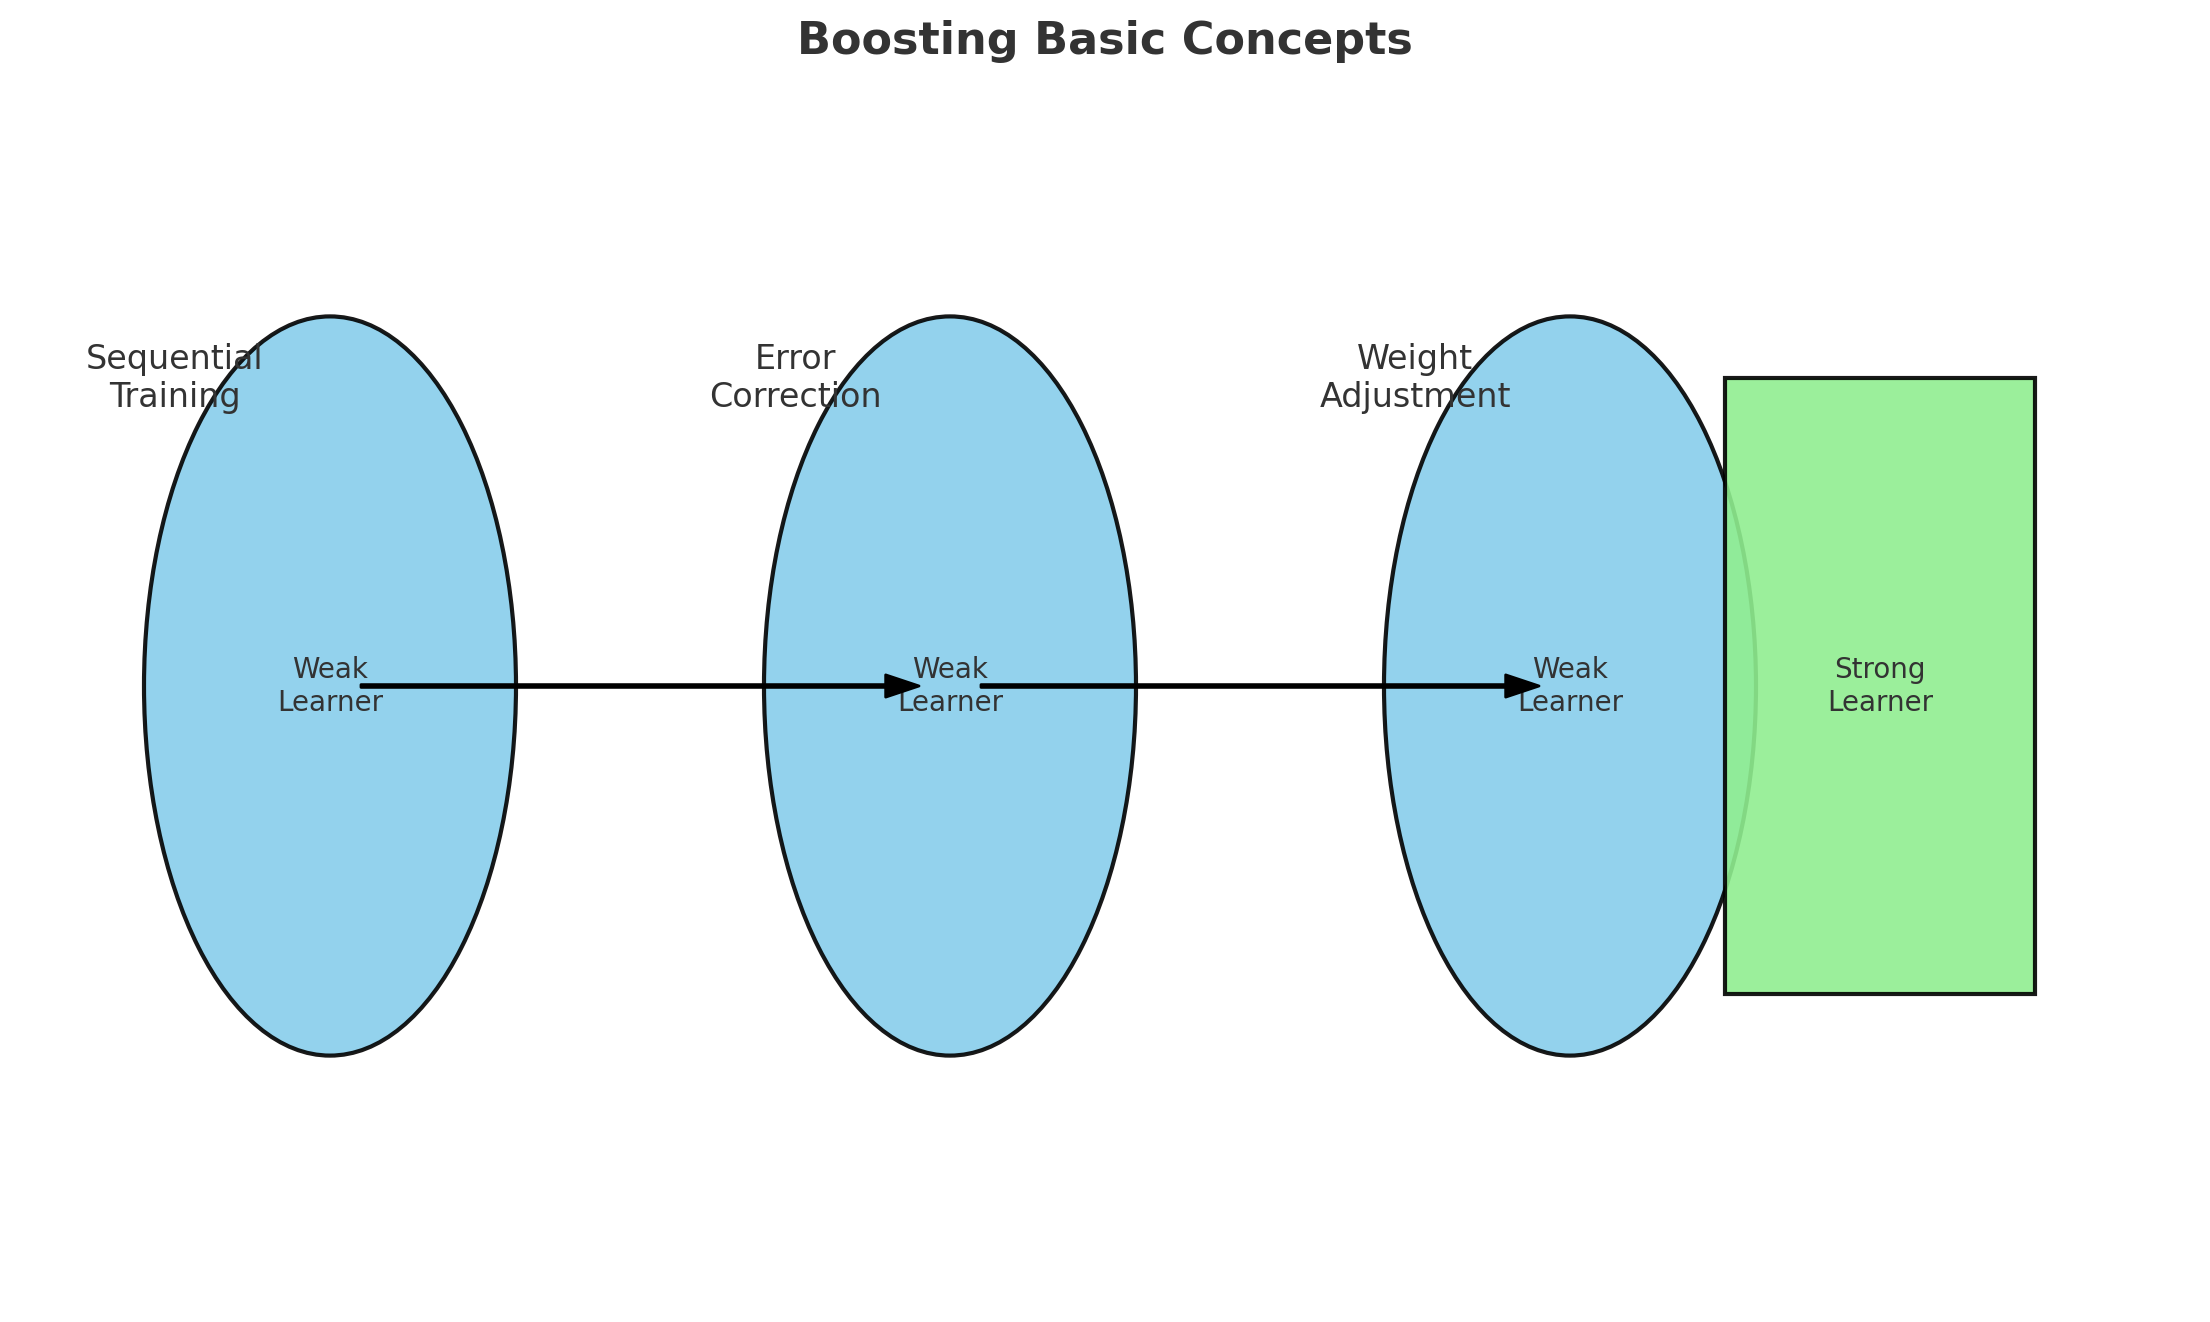 Boosting Basic Concepts
Sequential
Training
Error
Correction
Weight
Adjustment
Weak
Learner
Weak
Learner
Weak
Learner
Strong
Learner